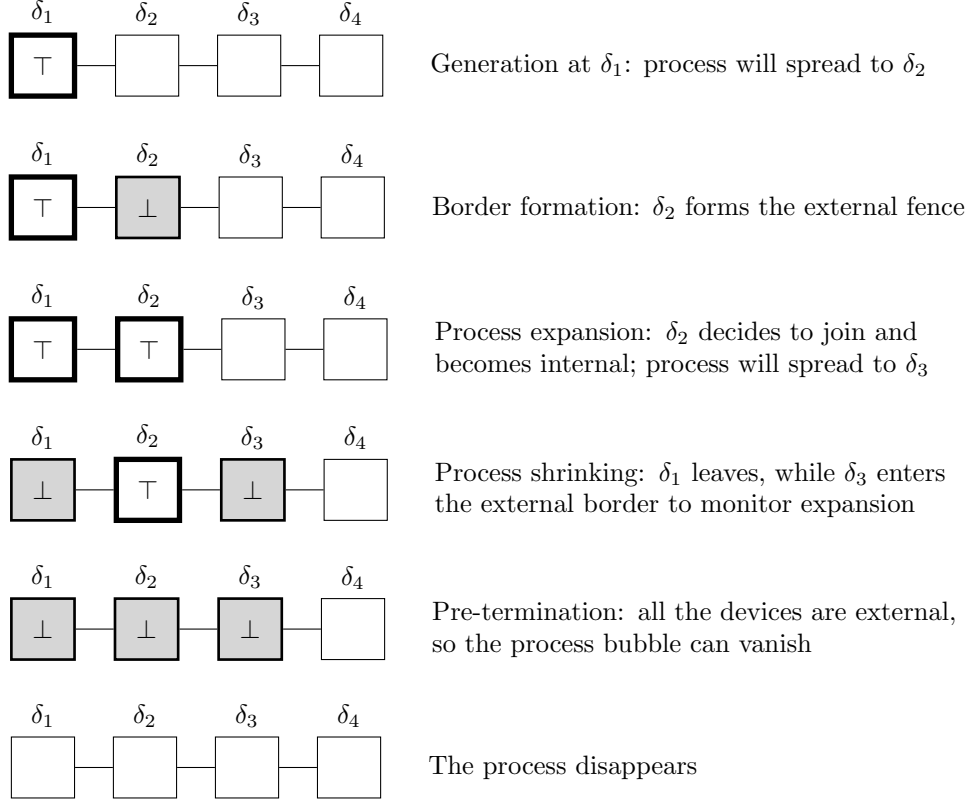 δ1 δ2 δ3 δ4
⊤ Generation at δ1: process will spread to δ2
δ1 δ2 δ3 δ4
⊤ ⊥ Border formation: δ2 forms the external fence
δ1 δ2 δ3 δ4
⊤ ⊤ Process expansion: δ2 decides to join and
becomes internal; process will spread to δ3
δ1 δ2 δ3 δ4
⊥ ⊤ ⊥ Process shrinking: δ1 leaves, while δ3 enters
the external border to monitor expansion
δ1 δ2 δ3 δ4
⊥ ⊥ ⊥ Pre-termination: all the devices are external,
so the process bubble can vanish
δ1 δ2 δ3 δ4
The process disappears